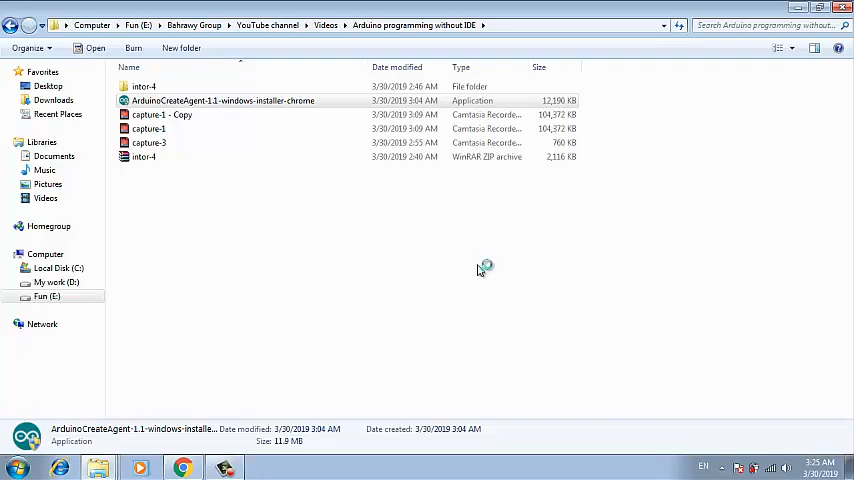 Computer ▸ Fun (E:) ▸ Bahrawy Group ▸ YouTube channel ▸ Videos ▸ Arduino programming without IDE ▸
Search Arduino programming without...
Organize ▾ Open Burn New folder
Name Date modified Type Size
Favorites
Desktop
Downloads
Recent Places
Libraries
Documents
Music
Pictures
Videos
Homegroup
Computer
Local Disk (C:)
My work (D:)
Fun (E:)
Network
intor-4 3/30/2019 2:46 AM File folder
ArduinoCreateAgent-1.1-windows-installer-chrome 3/30/2019 3:04 AM Application 12,190 KB
capture-1 - Copy 3/30/2019 3:09 AM Camtasia Recorde... 104,372 KB
capture-1 3/30/2019 3:09 AM Camtasia Recorde... 104,372 KB
capture-3 3/30/2019 2:55 AM Camtasia Recorde... 760 KB
intor-4 3/30/2019 2:40 AM WinRAR ZIP archive 2,116 KB
ArduinoCreateAgent-1.1-windows-installe... Date modified: 3/30/2019 3:04 AM Date created: 3/30/2019 3:04 AM
Application Size: 11.9 MB
EN
3:25 AM
3/30/2019